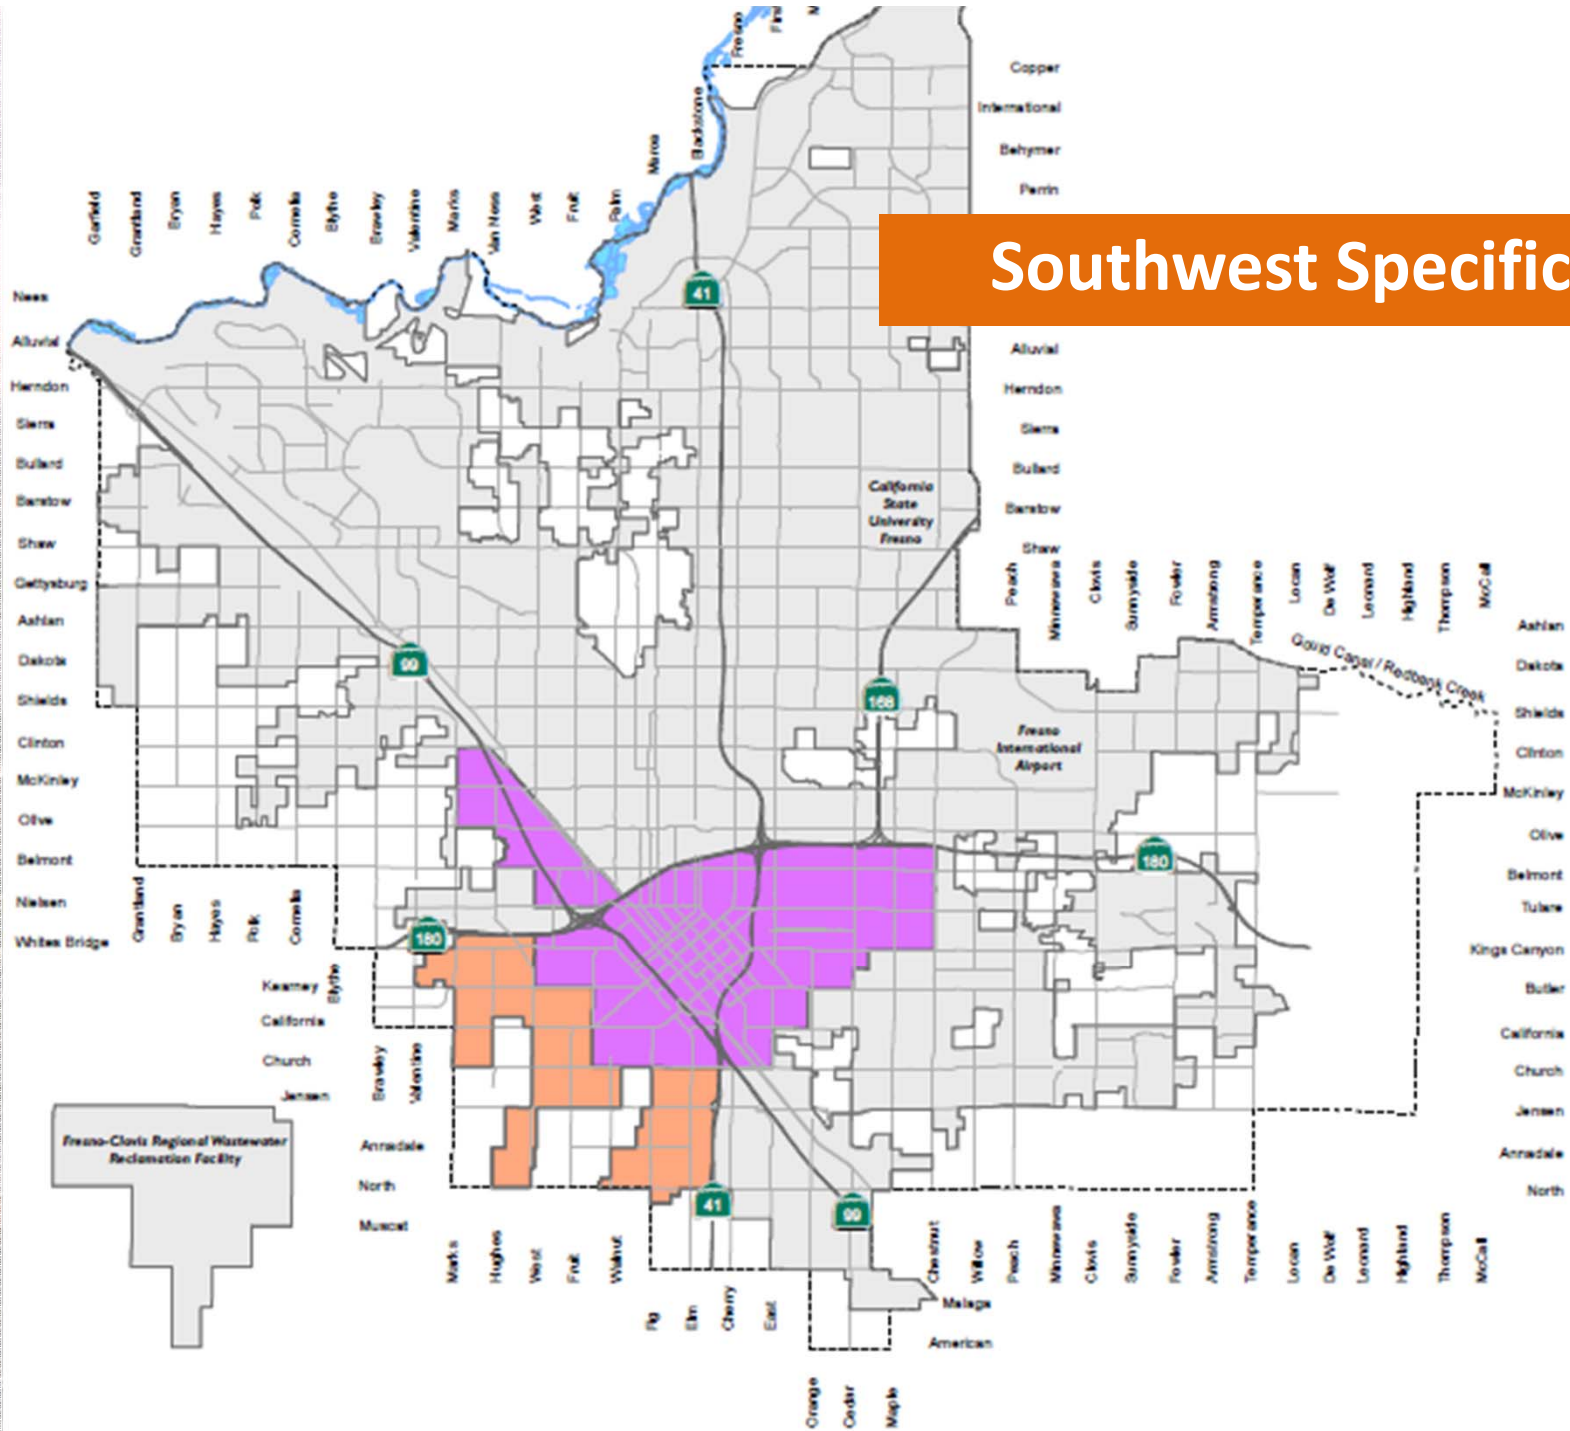 Fresno
Copper
International
Behymer
Perrin
Blackstone
Maroa
Garfield
Grantland
Bryan
Hayes
Polk
Cornelia
Blythe
Brawley
Valentine
Marks
Van Ness
West
Fruit
Palm
Southwest Specific
41
Nees
Alluvial
Herndon
Sierra
Bullard
Barstow
Shaw
Gettysburg
Ashlan
Dakota
Shields
Clinton
McKinley
Olive
Belmont
Nielsen
Whites Bridge
Alluvial
Herndon
Sierra
Bullard
Barstow
Shaw
California
State
University
Fresno
Peach
Minnewawa
Clovis
Sunnyside
Fowler
Armstrong
Temperance
Locan
De Wolf
Leonard
Highland
Thompson
McCall
Gould Canal / Redbank Creek
99
168
Fresno
International
Airport
180
180
Ashlan
Dakota
Shields
Clinton
McKinley
Olive
Belmont
Tulare
Kings Canyon
Butler
California
Church
Jensen
Annadale
North
Grantland
Bryan
Hayes
Polk
Cornelia
Blythe
Kearney
California
Church
Jensen
Brawley
Valentine
Annadale
North
Muscat
Fresno-Clovis Regional Wastewater
Reclamation Facility
41
99
Marks
Hughes
West
Fruit
Walnut
Fig
Elm
Cherry
East
Chestnut
Willow
Peach
Minnewawa
Clovis
Sunnyside
Fowler
Armstrong
Temperance
Locan
De Wolf
Leonard
Highland
Thompson
McCall
Malaga
American
Orange
Cedar
Maple